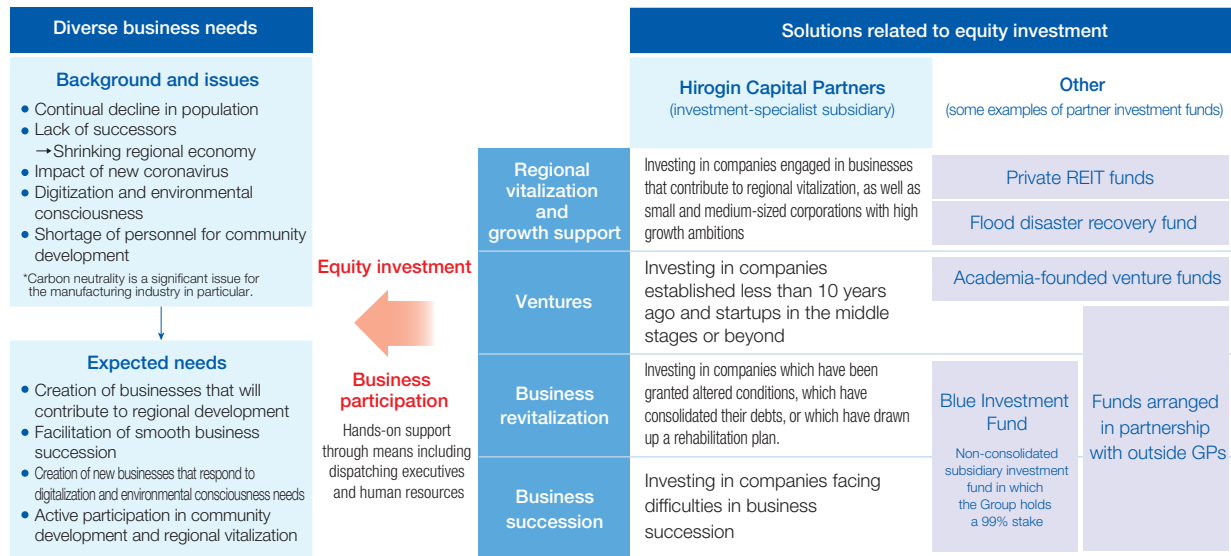 Diverse business needs
Background and issues
● Continual decline in population
● Lack of successors
→Shrinking regional economy
● Impact of new coronavirus
● Digitization and environmental
consciousness
● Shortage of personnel for community
development
*Carbon neutrality is a significant issue for
the manufacturing industry in particular.
Expected needs
● Creation of businesses that will
contribute to regional development
● Facilitation of smooth business
succession
● Creation of new businesses that respond to
digitalization and environmental consciousness needs
● Active participation in community
development and regional vitalization
Equity investment
Business
participation
Hands-on support
through means including
dispatching executives
and human resources
Solutions related to equity investment
Hirogin Capital Partners
(investment-specialist subsidiary)
Other
(some examples of partner investment funds)
Regional
vitalization
and
growth support
Investing in companies engaged in businesses
that contribute to regional vitalization, as well as
small and medium-sized corporations with high
growth ambitions
Private REIT funds
Flood disaster recovery fund
Ventures
Investing in companies
established less than 10 years
ago and startups in the middle
stages or beyond
Academia-founded venture funds
Business
revitalization
Investing in companies which have been
granted altered conditions, which have
consolidated their debts, or which have drawn
up a rehabilitation plan.
Business
succession
Investing in companies facing
difficulties in business
succession
Blue Investment
Fund
Non-consolidated
subsidiary investment
fund in which
the Group holds
a 99% stake
Funds arranged
in partnership
with outside GPs